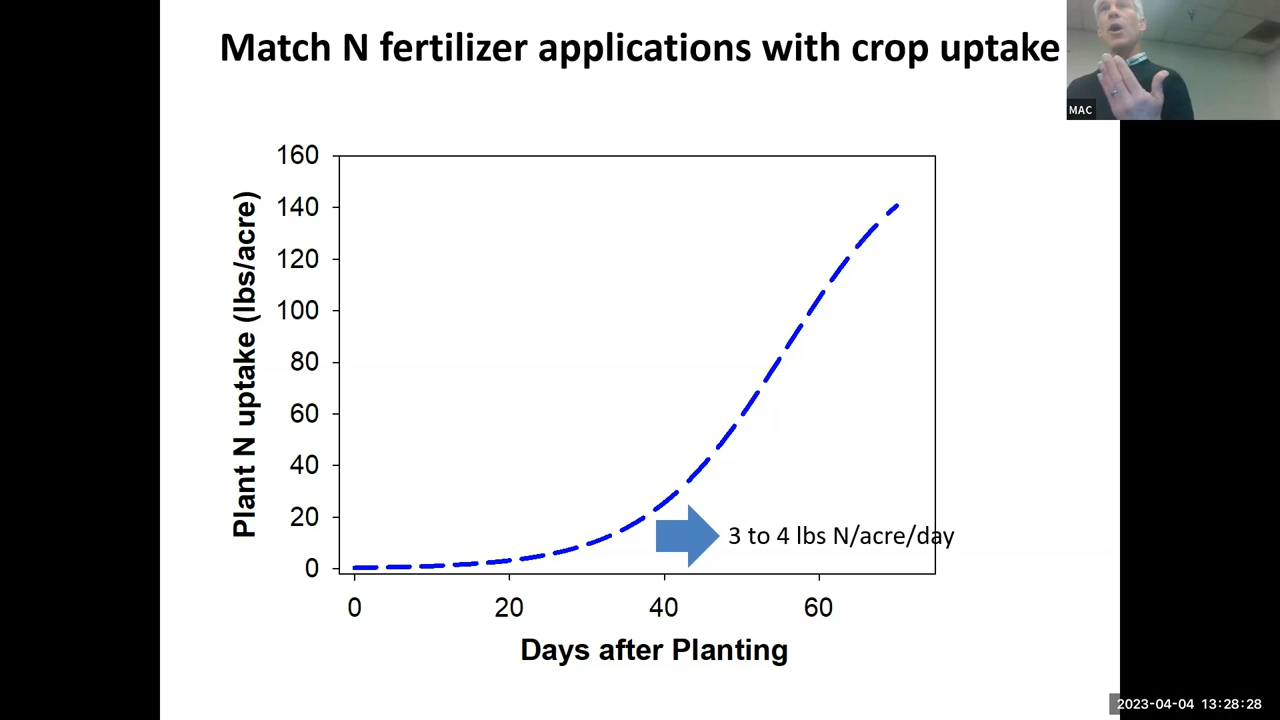 Match N fertilizer applications with crop uptake
MAC
160
140
120
100
80
60
40
20
0
Plant N uptake (lbs/acre)
3 to 4 lbs N/acre/day
0 20 40 60
Days after Planting
2023-04-04 13:28:28